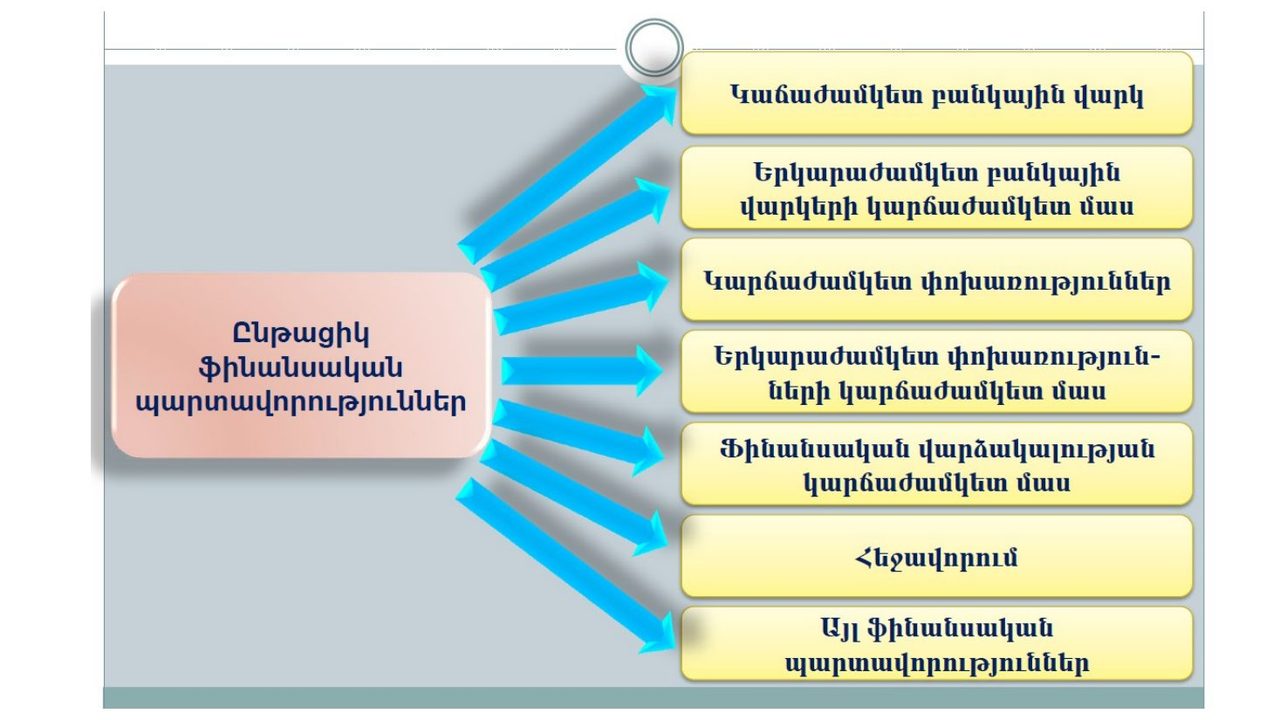 Ընթացիկ
ֆինանսական
պարտավորություններ
Կաճաժամկետ բանկային վարկ
Երկարաժամկետ բանկային
վարկերի կարճաժամկետ մաս
Կարճաժամկետ փոխառություններ
Երկարաժամկետ փոխառություն-
ների կարճաժամկետ մաս
Ֆինանսական վարձակալության
կարճաժամկետ մաս
Հեջավորում
Այլ ֆինանսական
պարտավորություններ